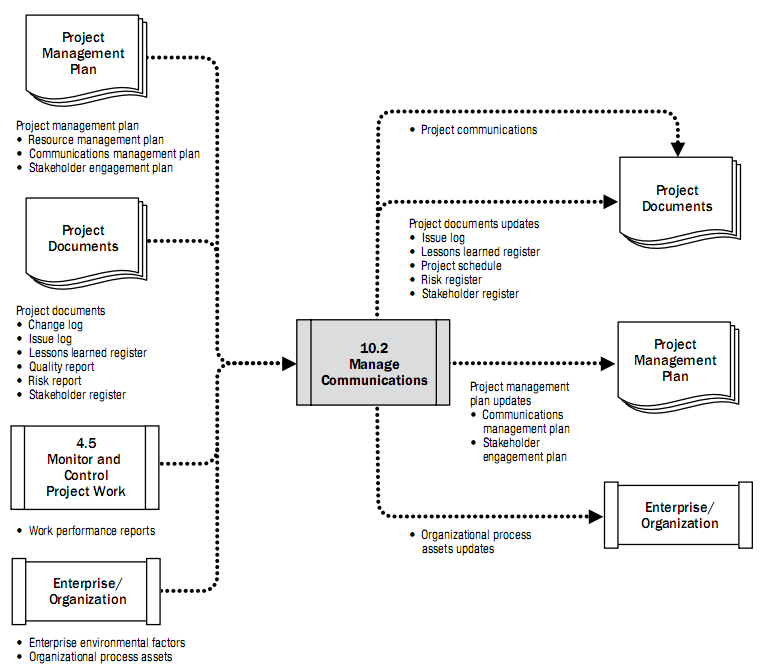 Project
Management
Plan
Project management plan
• Resource management plan
• Communications management plan
• Stakeholder engagement plan
Project
Documents
Project documents
• Change log
• Issue log
• Lessons learned register
• Quality report
• Risk report
• Stakeholder register
4.5
Monitor and
Control
Project Work
• Work performance reports
Enterprise/
Organization
• Enterprise environmental factors
• Organizational process assets
10.2
Manage
Communications
• Project communications
Project
Documents
Project documents updates
• Issue log
• Lessons learned register
• Project schedule
• Risk register
• Stakeholder register
Project
Management
Plan
Project management
plan updates
• Communications
management plan
• Stakeholder
engagement plan
Enterprise/
Organization
• Organizational process
assets updates